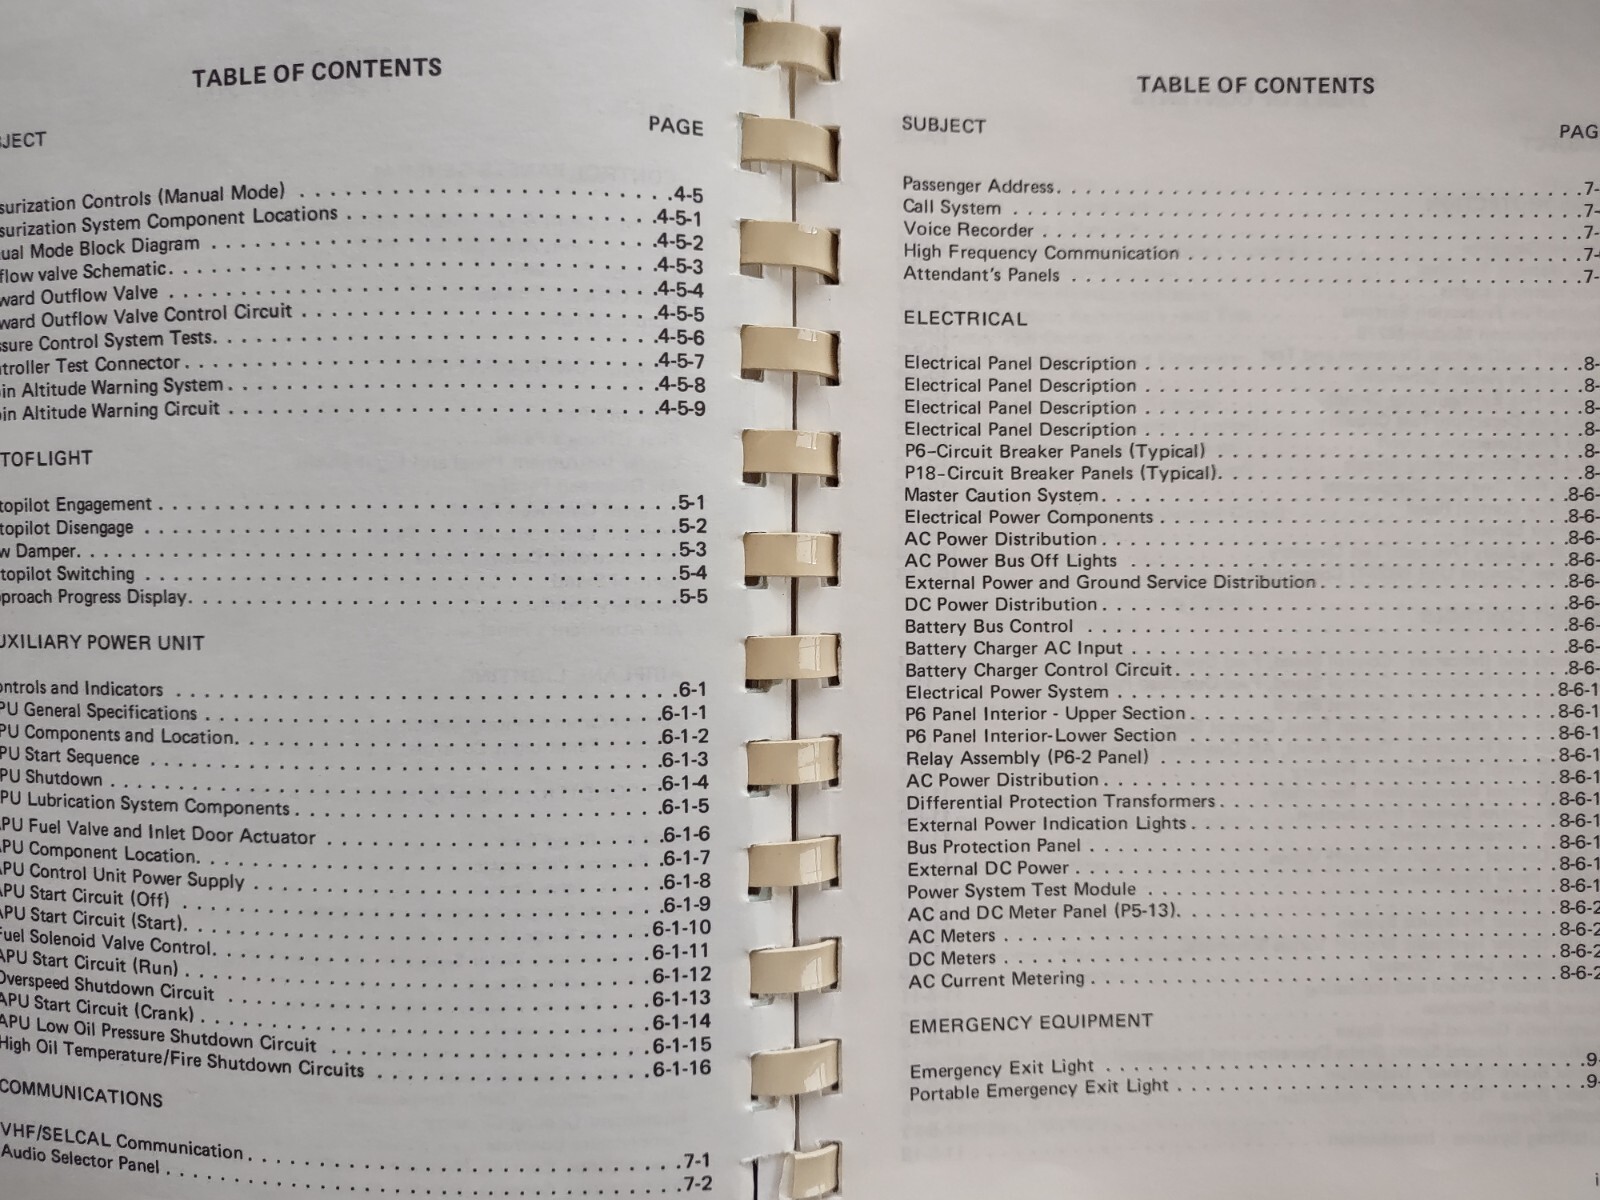 TABLE OF CONTENTS
JECT PAGE
surization Controls (Manual Mode) . . . . . . . . . . . . . . . . . . . . . .4-5
surization System Component Locations . . . . . . . . . . . . . . . . . .4-5-1
ual Mode Block Diagram . . . . . . . . . . . . . . . . . . . . . . . . . .4-5-2
flow valve Schematic. . . . . . . . . . . . . . . . . . . . . . . . . . . .4-5-3
ward Outflow Valve . . . . . . . . . . . . . . . . . . . . . . . . . . . .4-5-4
ward Outflow Valve Control Circuit . . . . . . . . . . . . . . . . . . . . .4-5-5
ssure Control System Tests. . . . . . . . . . . . . . . . . . . . . . . . .4-5-6
troller Test Connector. . . . . . . . . . . . . . . . . . . . . . . . . . .4-5-7
in Altitude Warning System. . . . . . . . . . . . . . . . . . . . . . . . .4-5-8
in Altitude Warning Circuit . . . . . . . . . . . . . . . . . . . . . . . .4-5-9
TOFLIGHT
topilot Engagement . . . . . . . . . . . . . . . . . . . . . . . . . . . . .5-1
topilot Disengage . . . . . . . . . . . . . . . . . . . . . . . . . . . . .5-2
w Damper. . . . . . . . . . . . . . . . . . . . . . . . . . . . . . . . . .5-3
topilot Switching . . . . . . . . . . . . . . . . . . . . . . . . . . . . .5-4
proach Progress Display. . . . . . . . . . . . . . . . . . . . . . . . . . .5-5
UXILIARY POWER UNIT
ntrols and Indicators . . . . . . . . . . . . . . . . . . . . . . . . . . .6-1
PU General Specifications . . . . . . . . . . . . . . . . . . . . . . . . .6-1-1
PU Components and Location. . . . . . . . . . . . . . . . . . . . . . . . .6-1-2
PU Start Sequence . . . . . . . . . . . . . . . . . . . . . . . . . . . . .6-1-3
PU Shutdown . . . . . . . . . . . . . . . . . . . . . . . . . . . . . . . .6-1-4
PU Lubrication System Components . . . . . . . . . . . . . . . . . . . . . .6-1-5
APU Fuel Valve and Inlet Door Actuator . . . . . . . . . . . . . . . . . . .6-1-6
APU Component Location. . . . . . . . . . . . . . . . . . . . . . . . . . .6-1-7
APU Control Unit Power Supply . . . . . . . . . . . . . . . . . . . . . . .6-1-8
APU Start Circuit (Off) . . . . . . . . . . . . . . . . . . . . . . . . . .6-1-9
APU Start Circuit (Start). . . . . . . . . . . . . . . . . . . . . . . . . .6-1-10
Fuel Solenoid Valve Control. . . . . . . . . . . . . . . . . . . . . . . . .6-1-11
APU Start Circuit (Run) . . . . . . . . . . . . . . . . . . . . . . . . . .6-1-12
Overspeed Shutdown Circuit . . . . . . . . . . . . . . . . . . . . . . . . .6-1-13
APU Start Circuit (Crank) . . . . . . . . . . . . . . . . . . . . . . . . .6-1-14
APU Low Oil Pressure Shutdown Circuit . . . . . . . . . . . . . . . . . . .6-1-15
High Oil Temperature/Fire Shutdown Circuits . . . . . . . . . . . . . . . .6-1-16
COMMUNICATIONS
VHF/SELCAL Communication . . . . . . . . . . . . . . . . . . . . . . . . . .7-1
Audio Selector Panel . . . . . . . . . . . . . . . . . . . . . . . . . . . .7-2
TABLE OF CONTENTS
SUBJECT PAG
Passenger Address. . . . . . . . . . . . . . . . . . . . . . . . . . . . . .7-
Call System . . . . . . . . . . . . . . . . . . . . . . . . . . . . . . . .7-
Voice Recorder . . . . . . . . . . . . . . . . . . . . . . . . . . . . . . .7-
High Frequency Communication . . . . . . . . . . . . . . . . . . . . . . . .7-
Attendant's Panels . . . . . . . . . . . . . . . . . . . . . . . . . . . . .7-
ELECTRICAL
Electrical Panel Description . . . . . . . . . . . . . . . . . . . . . . . .8-
Electrical Panel Description . . . . . . . . . . . . . . . . . . . . . . . .8-
Electrical Panel Description . . . . . . . . . . . . . . . . . . . . . . . .8-
Electrical Panel Description . . . . . . . . . . . . . . . . . . . . . . . .8-
P6-Circuit Breaker Panels (Typical) . . . . . . . . . . . . . . . . . . . .8-
P18-Circuit Breaker Panels (Typical). . . . . . . . . . . . . . . . . . . .8-
Master Caution System. . . . . . . . . . . . . . . . . . . . . . . . . . . .8-6-
Electrical Power Components . . . . . . . . . . . . . . . . . . . . . . . .8-6-
AC Power Distribution. . . . . . . . . . . . . . . . . . . . . . . . . . . .8-6-
AC Power Bus Off Lights . . . . . . . . . . . . . . . . . . . . . . . . . .8-6-
External Power and Ground Service Distribution. . . . . . . . . . . . . . .8-6-
DC Power Distribution. . . . . . . . . . . . . . . . . . . . . . . . . . . .8-6-
Battery Bus Control . . . . . . . . . . . . . . . . . . . . . . . . . . . .8-6-
Battery Charger AC Input . . . . . . . . . . . . . . . . . . . . . . . . . .8-6-
Battery Charger Control Circuit. . . . . . . . . . . . . . . . . . . . . . .8-6-
Electrical Power System . . . . . . . . . . . . . . . . . . . . . . . . . .8-6-1
P6 Panel Interior - Upper Section. . . . . . . . . . . . . . . . . . . . . .8-6-1
P6 Panel Interior-Lower Section . . . . . . . . . . . . . . . . . . . . . .8-6-1
Relay Assembly (P6-2 Panel) . . . . . . . . . . . . . . . . . . . . . . . .8-6-1
AC Power Distribution. . . . . . . . . . . . . . . . . . . . . . . . . . . .8-6-1
Differential Protection Transformers. . . . . . . . . . . . . . . . . . . .8-6-1
External Power Indication Lights. . . . . . . . . . . . . . . . . . . . . .8-6-1
Bus Protection Panel . . . . . . . . . . . . . . . . . . . . . . . . . . . .8-6-1
External DC Power . . . . . . . . . . . . . . . . . . . . . . . . . . . . .8-6-1
Power System Test Module . . . . . . . . . . . . . . . . . . . . . . . . . .8-6-1
AC and DC Meter Panel (P5-13). . . . . . . . . . . . . . . . . . . . . . . .8-6-2
AC Meters . . . . . . . . . . . . . . . . . . . . . . . . . . . . . . . . .8-6-2
DC Meters . . . . . . . . . . . . . . . . . . . . . . . . . . . . . . . . .8-6-2
AC Current Metering . . . . . . . . . . . . . . . . . . . . . . . . . . . .8-6-2
EMERGENCY EQUIPMENT
Emergency Exit Light . . . . . . . . . . . . . . . . . . . . . . . . . . . .9-
Portable Emergency Exit Light . . . . . . . . . . . . . . . . . . . . . . .9-